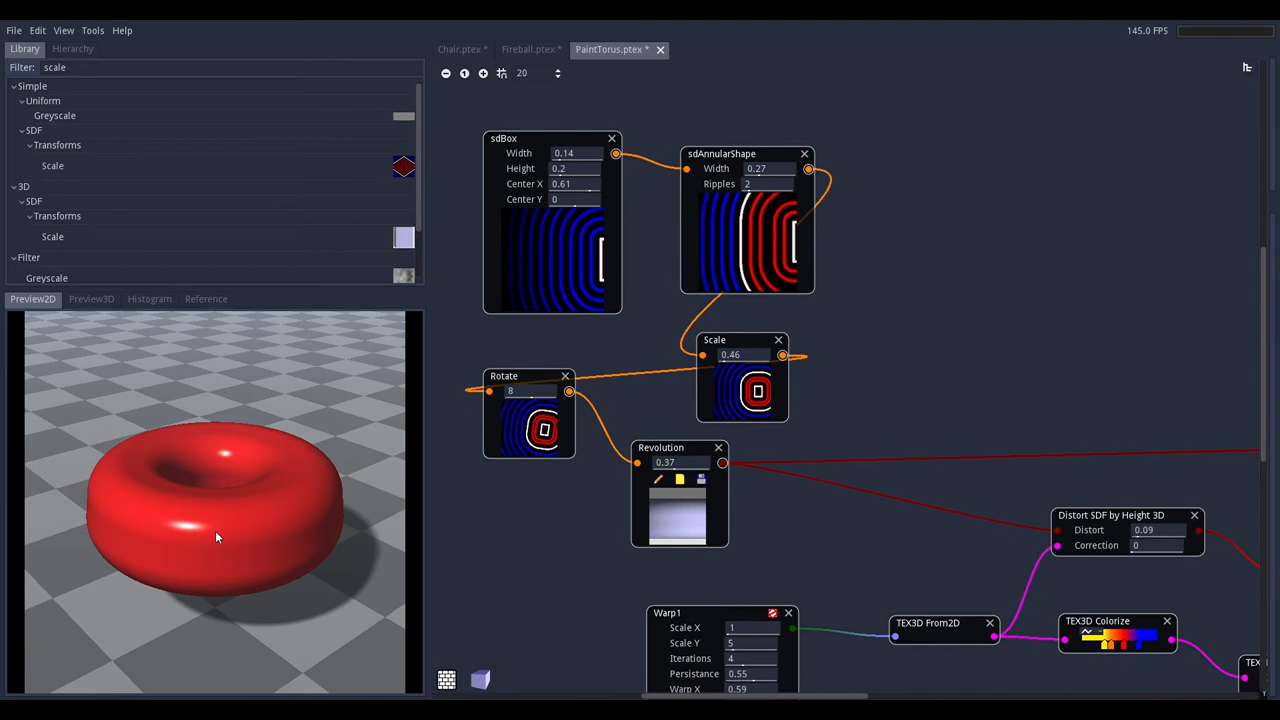 File Edit View Tools Help
145.0 FPS
Library Hierarchy
Chair.ptex * Fireball.ptex * PaintTorus.ptex *
Filter: scale
20
Simple
Uniform
Greyscale
SDF
Transforms
Scale
3D
SDF
Transforms
Scale
Filter
Greyscale
Preview2D Preview3D Histogram Reference
sdBox
Width 0.14
Height 0.2
Center X 0.61
Center Y 0
sdAnnularShape
Width 0.27
Ripples 2
Scale
0.46
Rotate
8
Revolution
0.37
Distort SDF by Height 3D
Distort 0.09
Correction 0
Warp1
Scale X 1
Scale Y 5
Iterations 4
Persistance 0.55
Warp X 0.59
TEX3D From2D
TEX3D Colorize